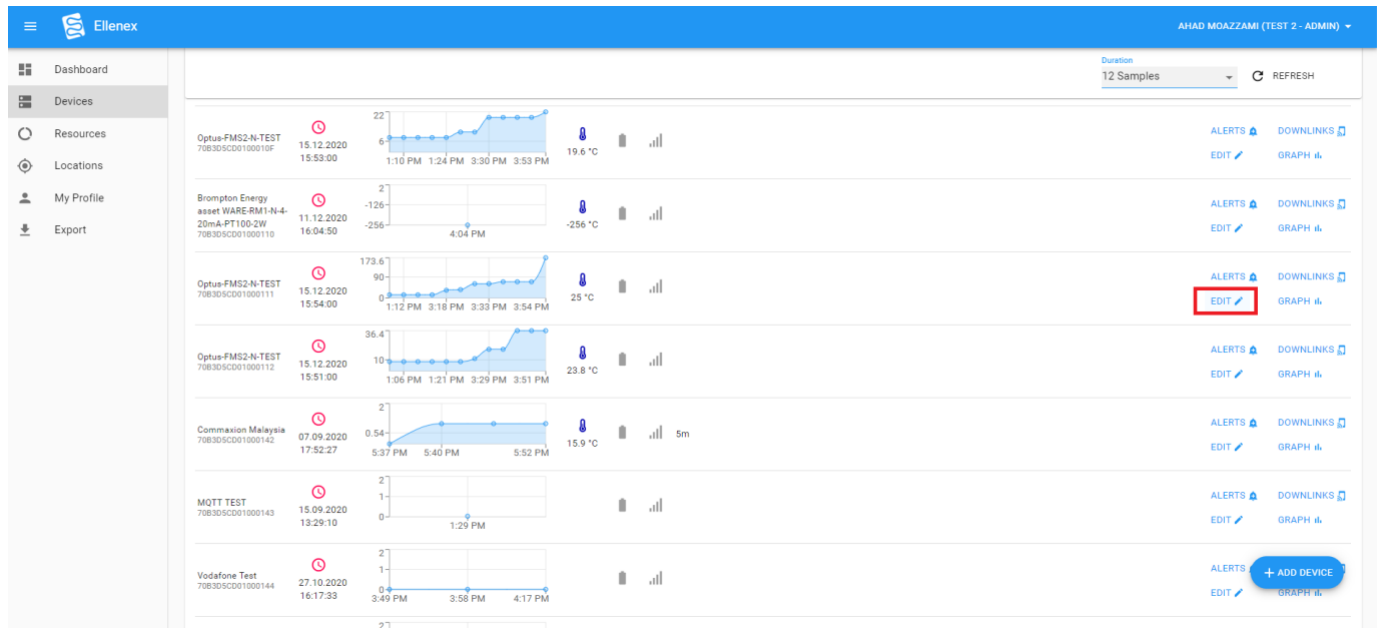 Ellenex
AHAD MOAZZAMI (TEST 2 - ADMIN)
Dashboard
Devices
Resources
Locations
My Profile
Export
Duration
12 Samples
REFRESH
Optus-FMS2-N-TEST
70B3D5CD0100010F
15.12.2020
15:53:00
22
6
1:10 PM 1:24 PM 3:30 PM 3:53 PM
19.6 °C
ALERTS
DOWNLINKS
EDIT
GRAPH
Brompton Energy
asset WARE-RM1-N-4-
20mA-PT100-2W
70B3D5CD01000110
11.12.2020
16:04:50
2
-126
-256
4:04 PM
-256 °C
ALERTS
DOWNLINKS
EDIT
GRAPH
Optus-FMS2-N-TEST
70B3D5CD01000111
15.12.2020
15:54:00
173.6
90
0
1:12 PM 3:18 PM 3:33 PM 3:54 PM
25 °C
ALERTS
DOWNLINKS
EDIT
GRAPH
Optus-FMS2-N-TEST
70B3D5CD01000112
15.12.2020
15:51:00
36.4
10
1:06 PM 1:21 PM 3:29 PM 3:51 PM
23.8 °C
ALERTS
DOWNLINKS
EDIT
GRAPH
Commaxion Malaysia
70B3D5CD01000142
07.09.2020
17:52:27
2
0.54
5:37 PM 5:40 PM 5:52 PM
15.9 °C
5m
ALERTS
DOWNLINKS
EDIT
GRAPH
MQTT TEST
70B3D5CD01000143
15.09.2020
13:29:10
2
1
0
1:29 PM
ALERTS
DOWNLINKS
EDIT
GRAPH
Vodafone Test
70B3D5CD01000144
27.10.2020
16:17:33
2
1
0
3:49 PM 3:58 PM 4:17 PM
ALERTS
+ ADD DEVICE
EDIT
GRAPH
2